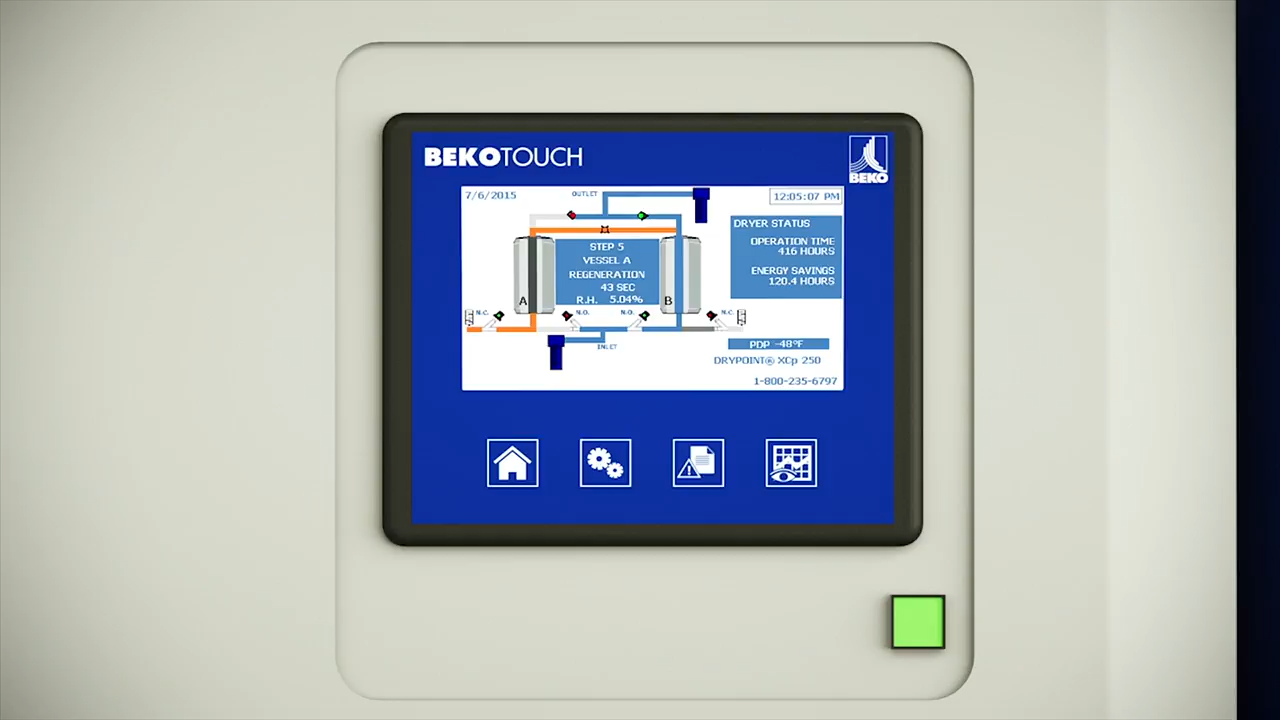 BEKOTOUCH
BEKO
7/6/2015
OUTLET
12:05:07 PM
DRYER STATUS
OPERATION TIME
416 HOURS
ENERGY SAVINGS
120.4 HOURS
STEP 5
VESSEL A
REGENERATION
43 SEC
R.H. 5.04%
A
B
N.C.
N.O.
N.O.
N.C.
INLET
PDP -48°F
DRYPOINT® XCp 250
1-800-235-6797